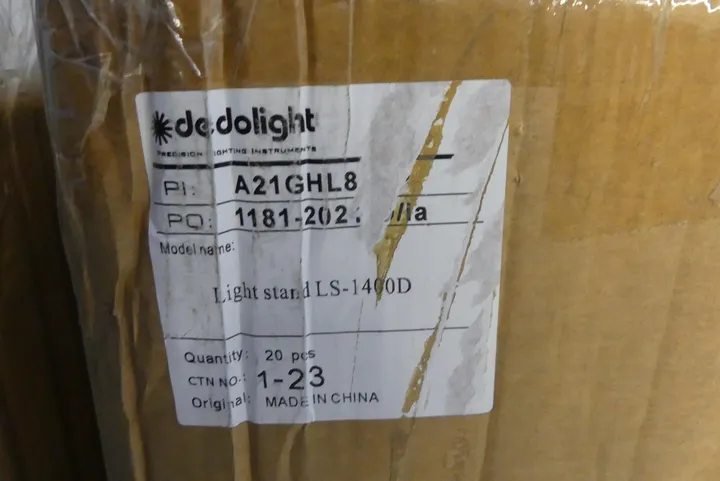 dedolight
PRECISION LIGHTING INSTRUMENTS
PI: A21GHL8
PO: 1181-202
Model name:
Light stand LS-1400D
Quantity: 20 pcs
CTN NO.: 1-23
Original: MADE IN CHINA